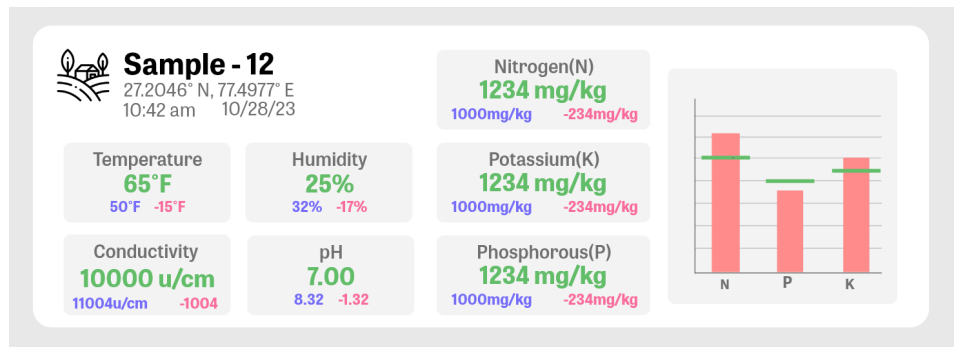 Sample - 12
27.2046° N, 77.4977° E
10:42 am 10/28/23
Temperature
65°F
50°F -15°F
Humidity
25%
32% -17%
Conductivity
10000 u/cm
11004u/cm -1004
pH
7.00
8.32 -1.32
Nitrogen(N)
1234 mg/kg
1000mg/kg -234mg/kg
Potassium(K)
1234 mg/kg
1000mg/kg -234mg/kg
Phosphorous(P)
1234 mg/kg
1000mg/kg -234mg/kg
N P K